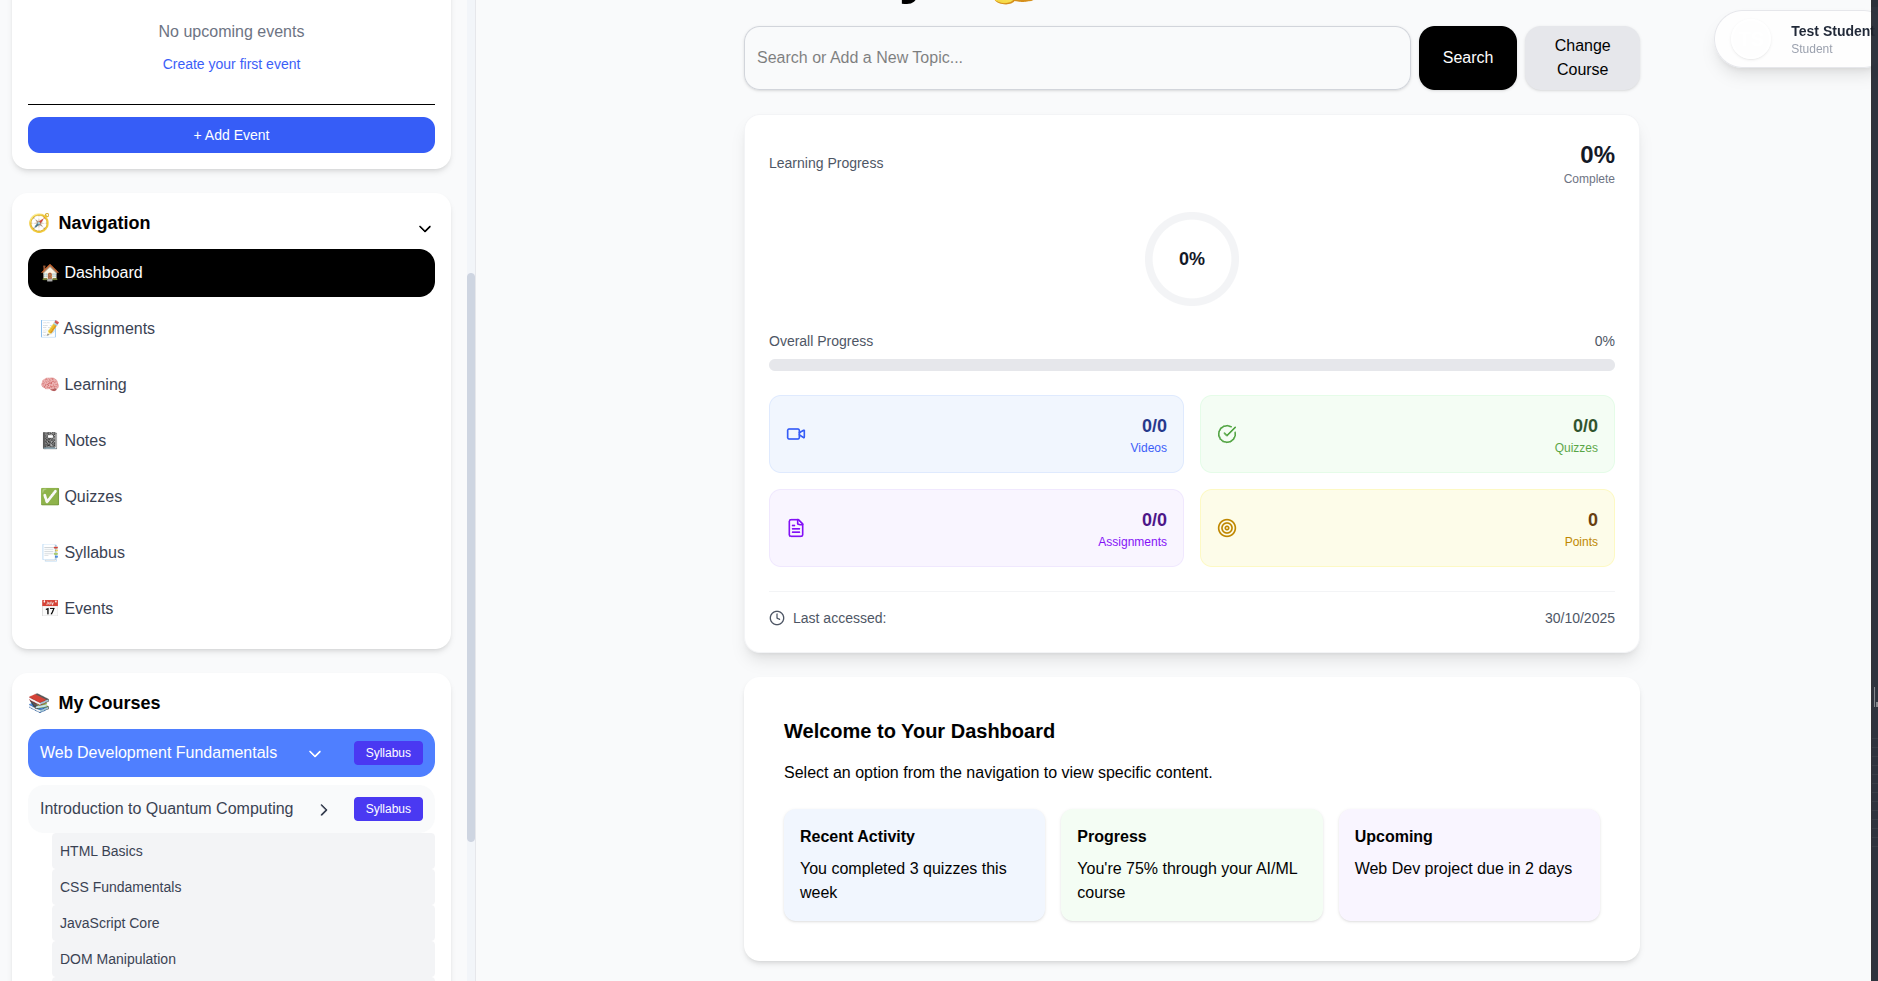 No upcoming events
Create your first event
+ Add Event
Navigation
Dashboard
Assignments
Learning
Notes
Quizzes
Syllabus
Events
My Courses
Web Development Fundamentals
Syllabus
Introduction to Quantum Computing
Syllabus
HTML Basics
CSS Fundamentals
JavaScript Core
DOM Manipulation
Search or Add a New Topic...
Search
Change
Course
Test Student
Student
Learning Progress
0%
Complete
0%
Overall Progress
0%
0/0
Videos
0/0
Quizzes
0/0
Assignments
0
Points
Last accessed:
30/10/2025
Welcome to Your Dashboard
Select an option from the navigation to view specific content.
Recent Activity
You completed 3 quizzes this
week
Progress
You're 75% through your AI/ML
course
Upcoming
Web Dev project due in 2 days